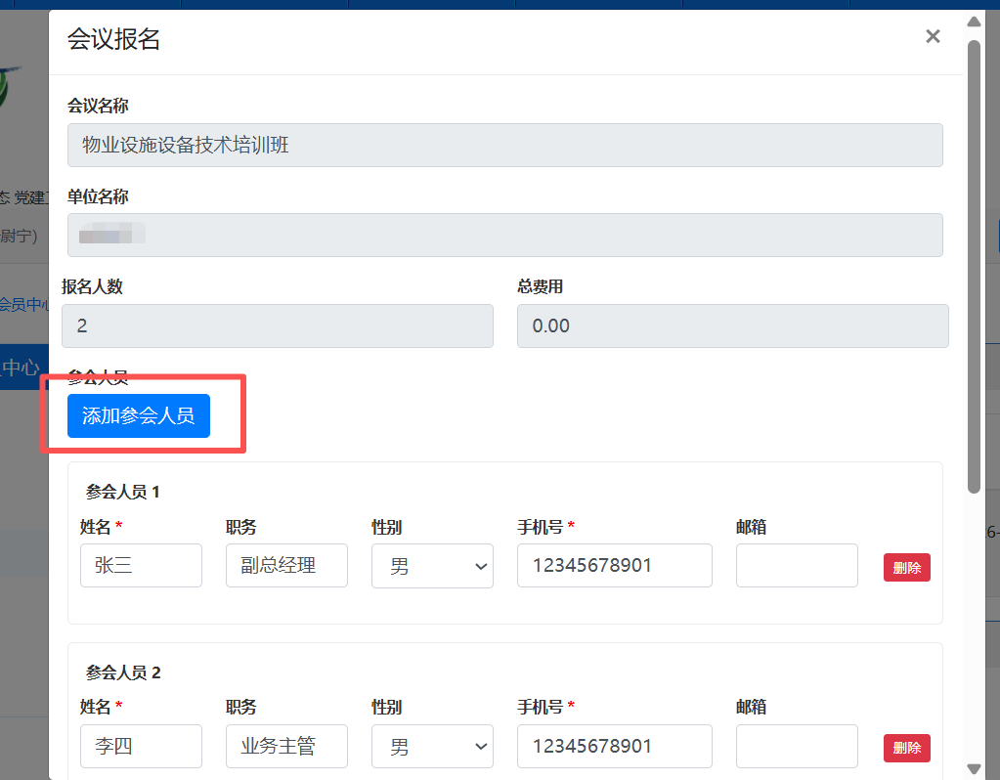 会议报名
×
会议名称
物业设施设备技术培训班
单位名称
报名人数 总费用
2 0.00
参会人员
添加参会人员
参会人员 1
姓名 * 职务 性别 手机号 * 邮箱
张三 副总经理 男 12345678901 删除
参会人员 2
姓名 * 职务 性别 手机号 * 邮箱
李四 业务主管 男 12345678901 删除
态 党建工
尉宁)
会员中心
中心
6-